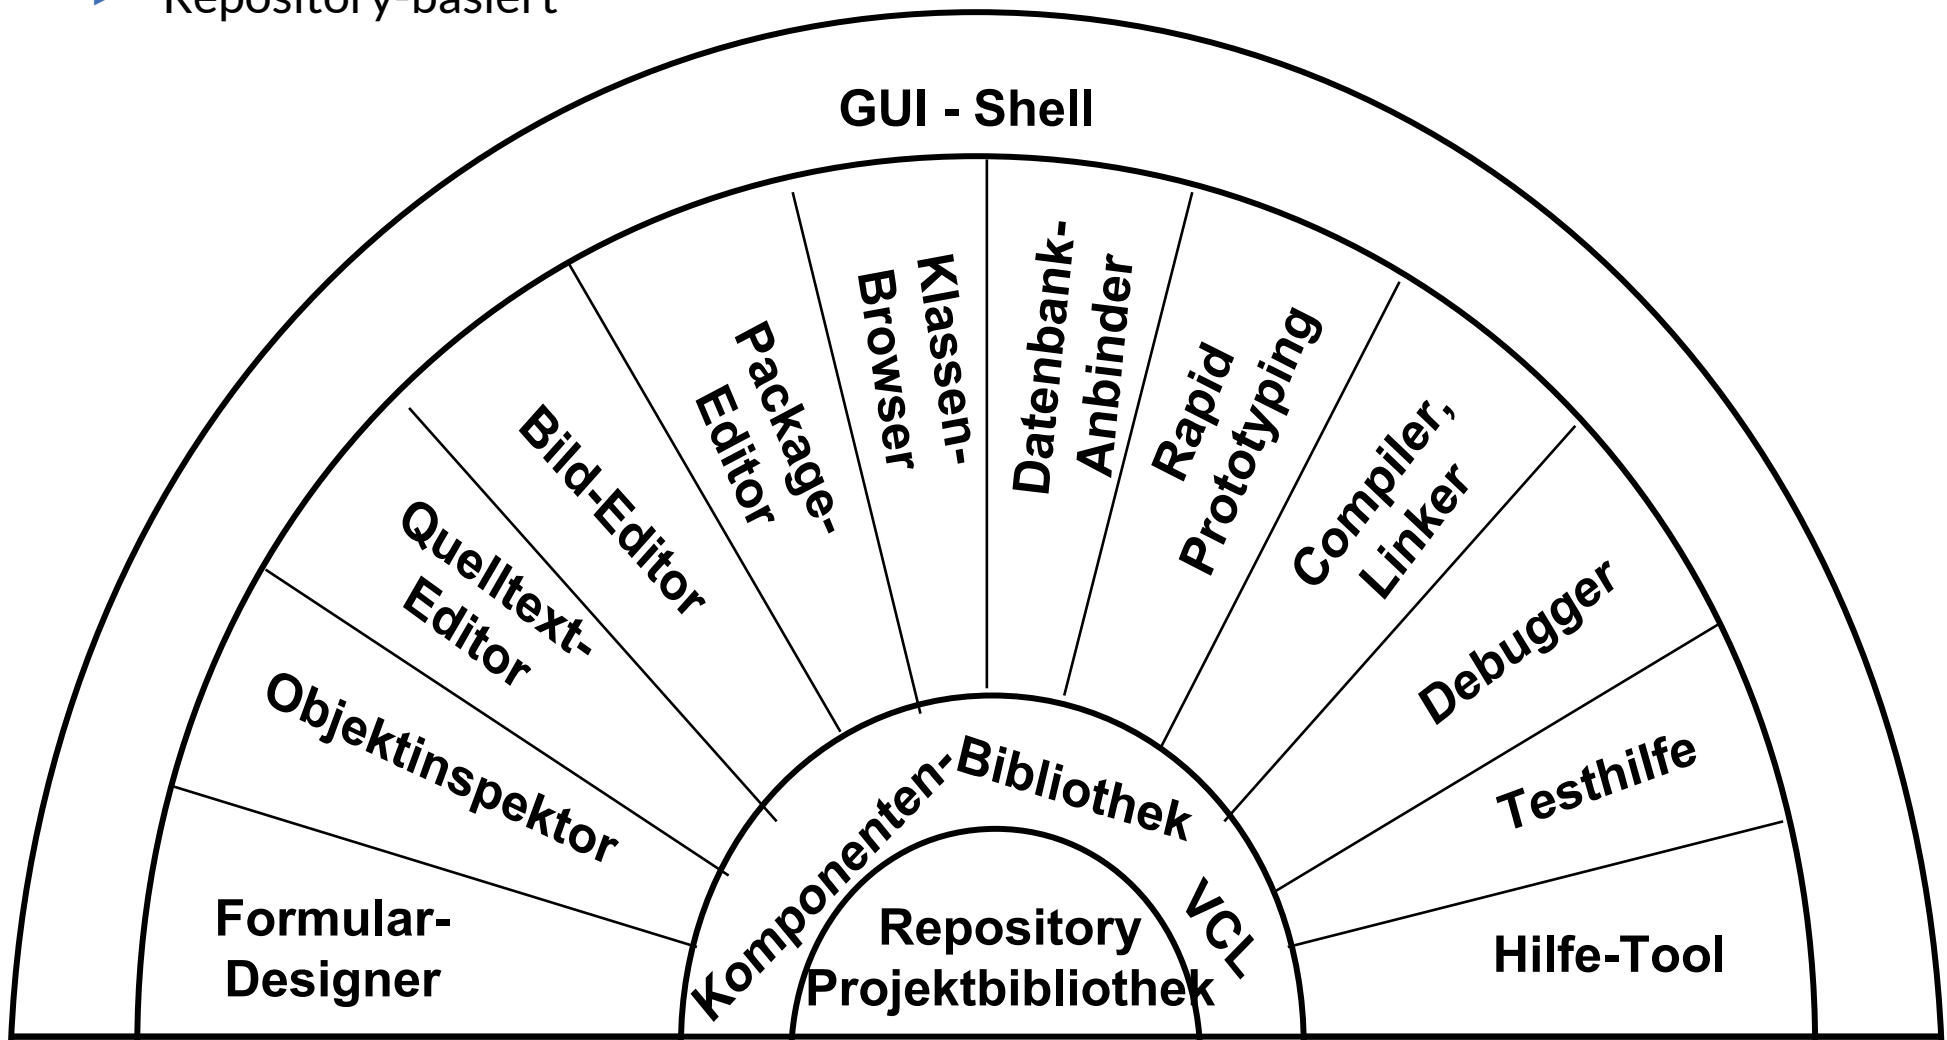 Repository-basiert
GUI - Shell
Formular-
Designer
Objektinspektor
Quelltext-
Editor
Bild-Editor
Package-
Editor
Klassen-
Browser
Datenbank-
Anbinder
Rapid
Prototyping
Compiler,
Linker
Debugger
Testhilfe
Hilfe-Tool
Komponenten-Bibliothek
VCL
Repository
Projektbibliothek